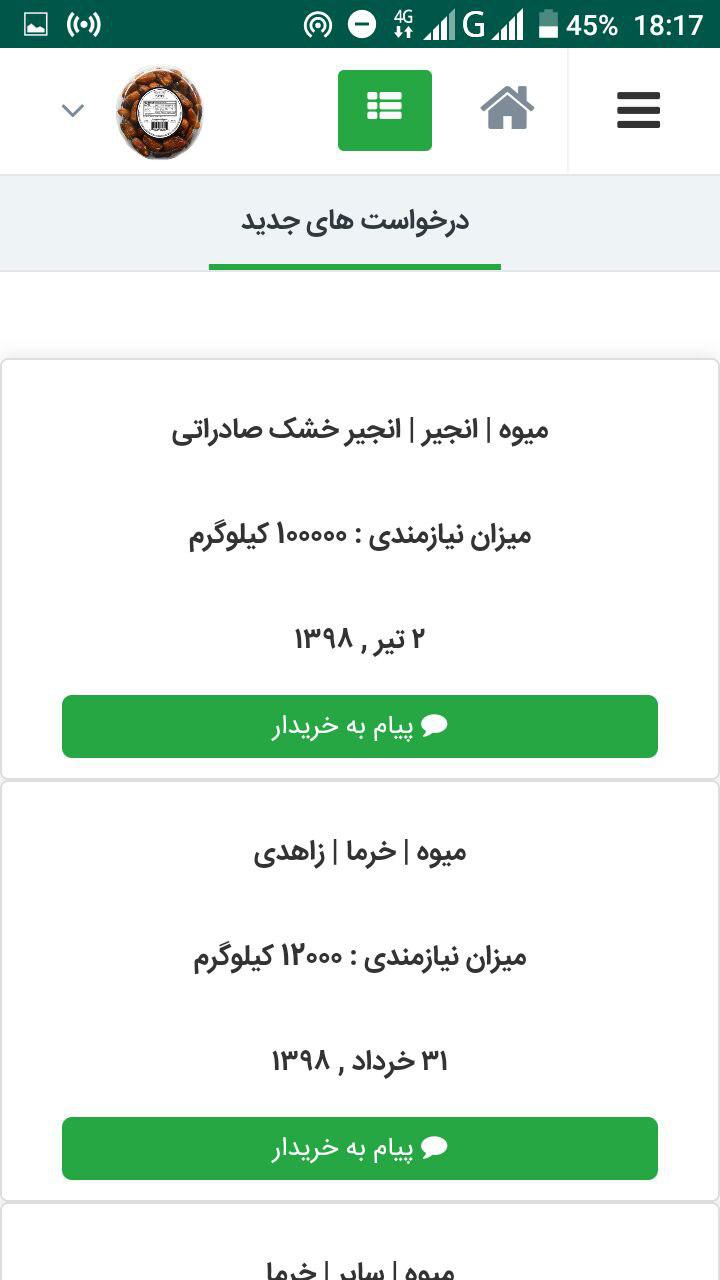 4G G 45% 18:17
درخواست های جدید
میوه | انجیر | انجیر خشک صادراتی
میزان نیازمندی : ۱۰۰۰۰۰ کیلوگرم
۲ تیر , ۱۳۹۸
پیام به خریدار
میوه | خرما | زاهدی
میزان نیازمندی : ۱۲۰۰۰ کیلوگرم
۳۱ خرداد , ۱۳۹۸
پیام به خریدار
میوه | سایر | خرما